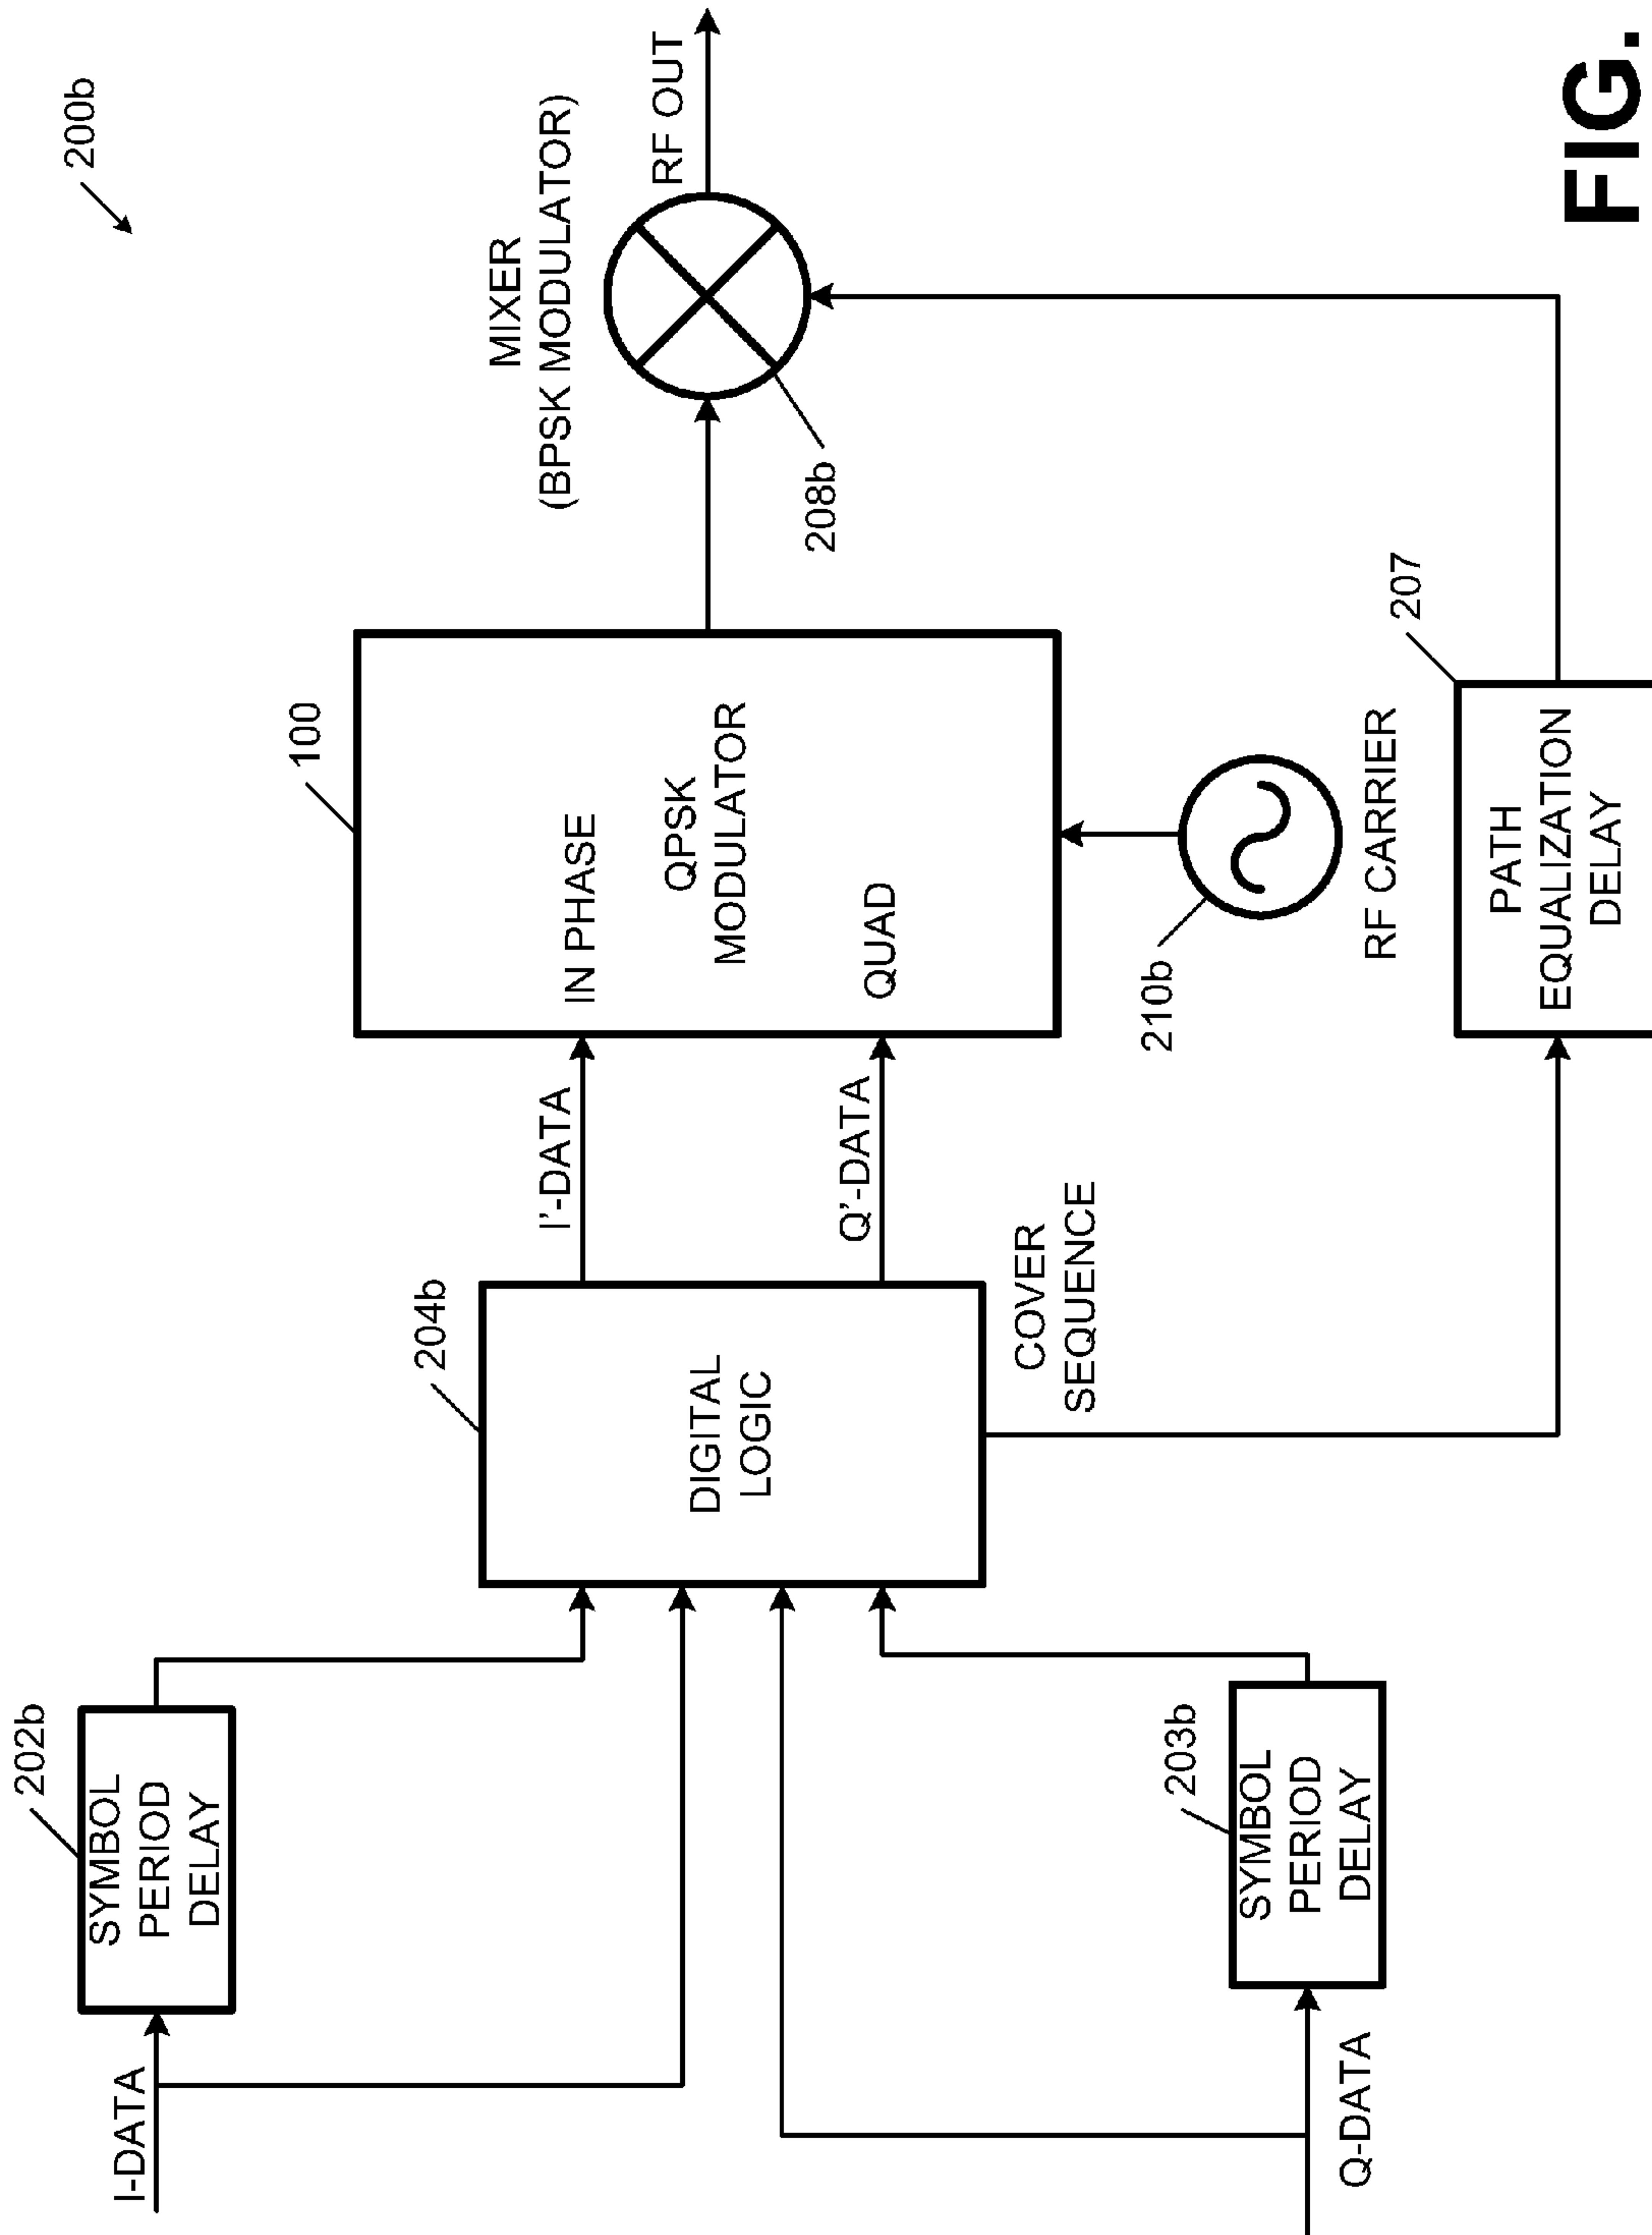 200b
I-DATA
202b
SYMBOL
PERIOD
DELAY
204b
DIGITAL
LOGIC
I'-DATA
Q'-DATA
COVER
SEQUENCE
100
IN PHASE
QPSK
MODULATOR
QUAD
MIXER
(BPSK MODULATOR)
RF OUT
208b
210b
RF CARRIER
203b
SYMBOL
PERIOD
DELAY
Q-DATA
207
PATH
EQUALIZATION
DELAY
FIG.